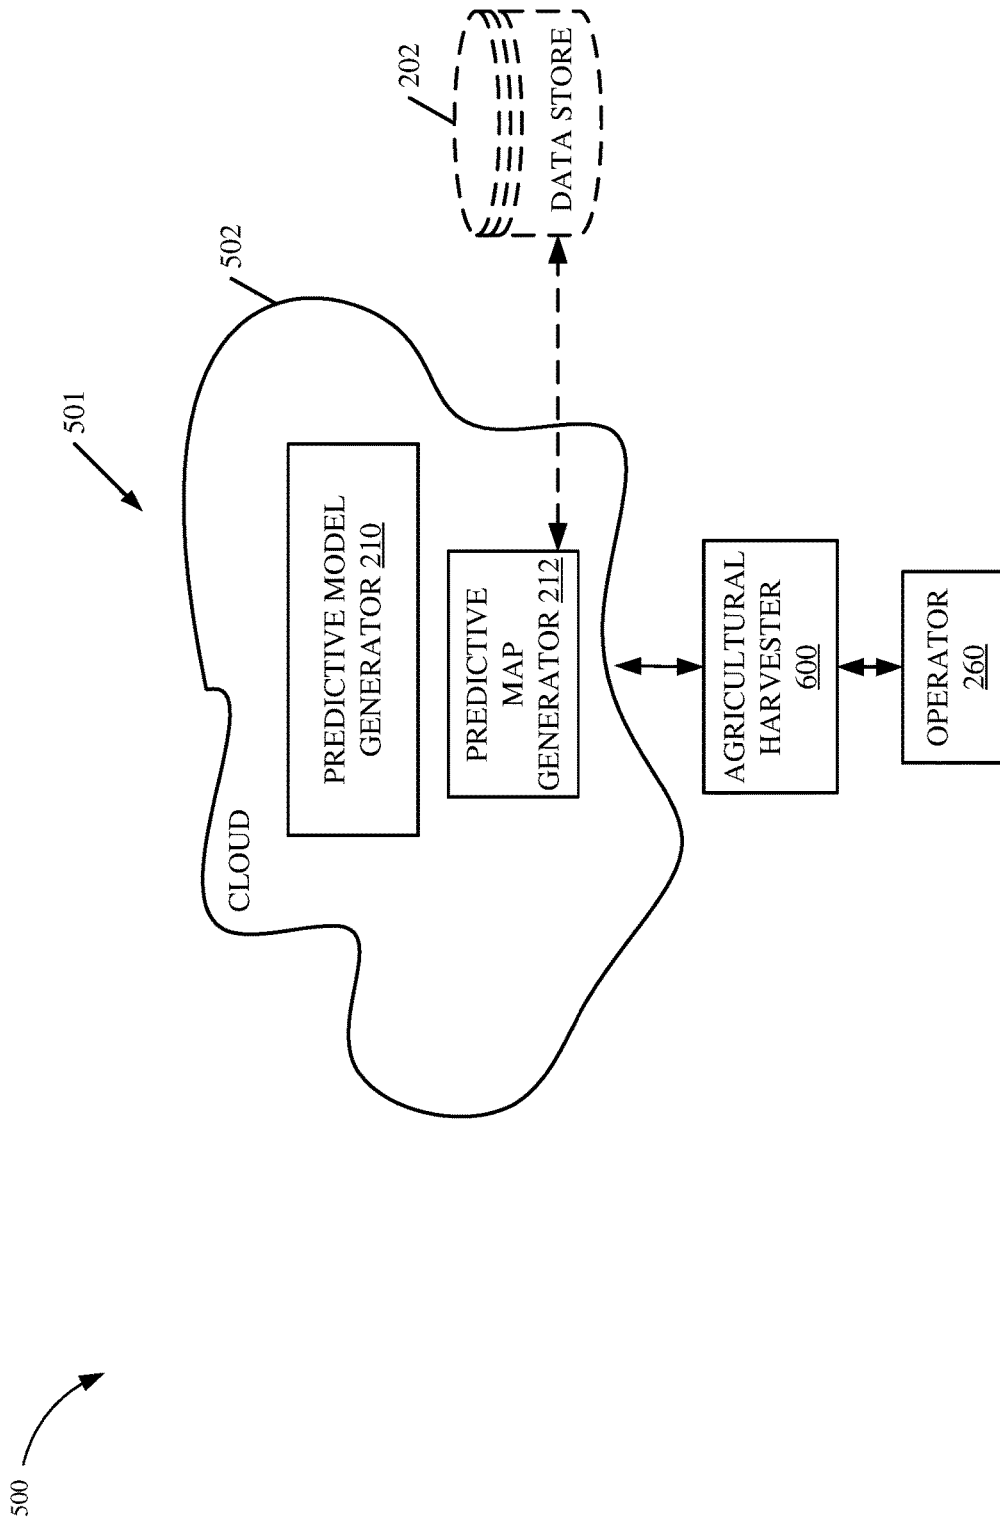 500
501
502
CLOUD
PREDICTIVE MODEL
GENERATOR 210
202
PREDICTIVE
MAP
GENERATOR 212
DATA STORE
AGRICULTURAL
HARVESTER
600
OPERATOR
260